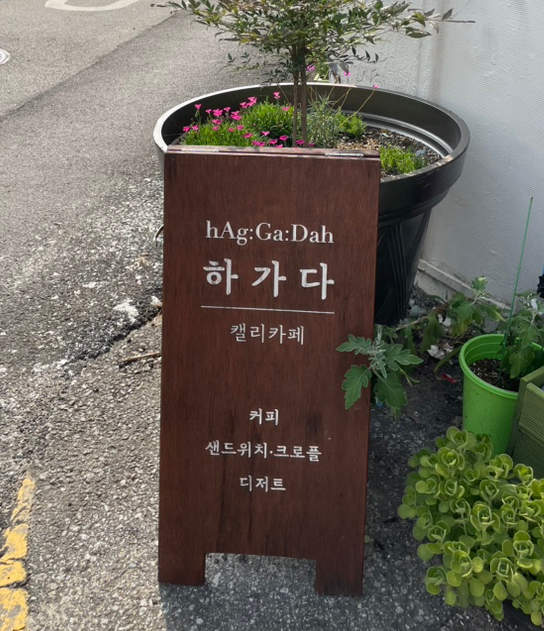 hAg:Ga:Dah
하가다
캘리카페
커피
샌드위치·크로플
디저트